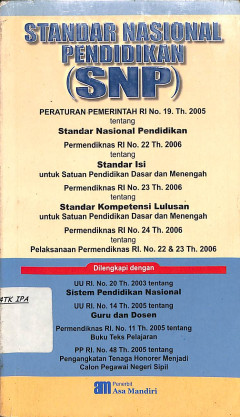 STANDAR NASIONAL
PENDIDIKAN
(SNP)
PERATURAN PEMERINTAH RI No. 19. Th. 2005
tentang
Standar Nasional Pendidikan
Permendiknas RI No. 22 Th. 2006
tentang
Standar Isi
untuk Satuan Pendidikan Dasar dan Menengah
Permendiknas RI No. 23 Th. 2006
tentang
Standar Kompetensi Lulusan
untuk Satuan Pendidikan Dasar dan Menengah
Permendiknas RI No. 24 Th. 2006
tentang
Pelaksanaan Permendiknas RI No. 22 & 23 Th. 2006
Dilengkapi dengan
UU RI. No. 20 Th. 2003 tentang
Sistem Pendidikan Nasional
UU RI. No. 14 Th. 2005 tentang
Guru dan Dosen
Permendiknas RI. No. 11 Th. 2005 tentang
Buku Teks Pelajaran
PP RI. No. 48 Th. 2005 tentang
Pengangkatan Tenaga Honorer Menjadi
Calon Pegawai Negeri Sipil
Penerbit
am Asa Mandiri
4TK IPA